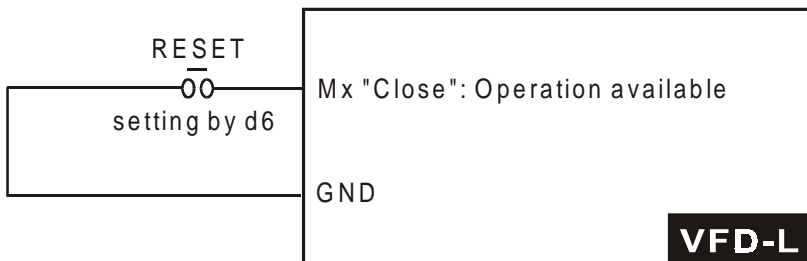 RESET
setting by d6
Mx "Close": Operation available
GND
VFD-L